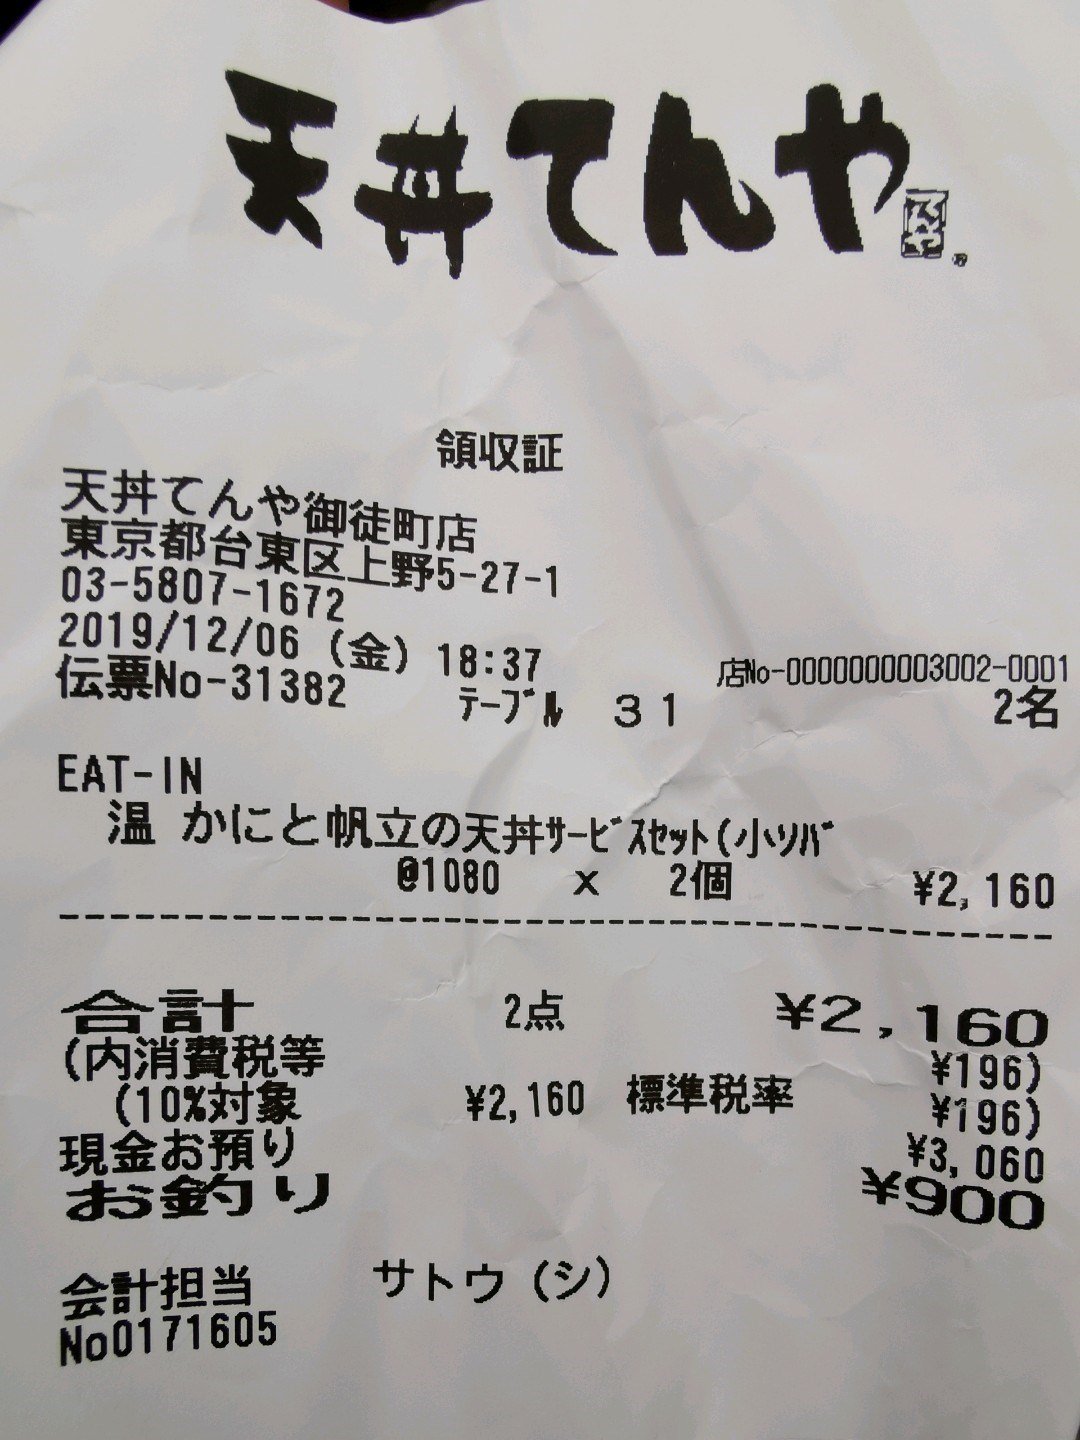 天丼てんや
てんや
領収証
天丼てんや御徒町店
東京都台東区上野5-27-1
03-5807-1672
2019/12/06 (金) 18:37
店No-0000000003002-0001
伝票No-31382 ﾃｰﾌﾞﾙ 31 2名
EAT-IN
温 かにと帆立の天丼ｻｰﾋﾞｽｾｯﾄ(小ｿﾊﾞ
@1080 x 2個 ¥2,160
合計 2点 ¥2,160
(内消費税等 ¥196)
(10%対象 ¥2,160 標準税率 ¥196)
現金お預り ¥3,060
お釣り ¥900
会計担当 サトウ(シ)
No0171605